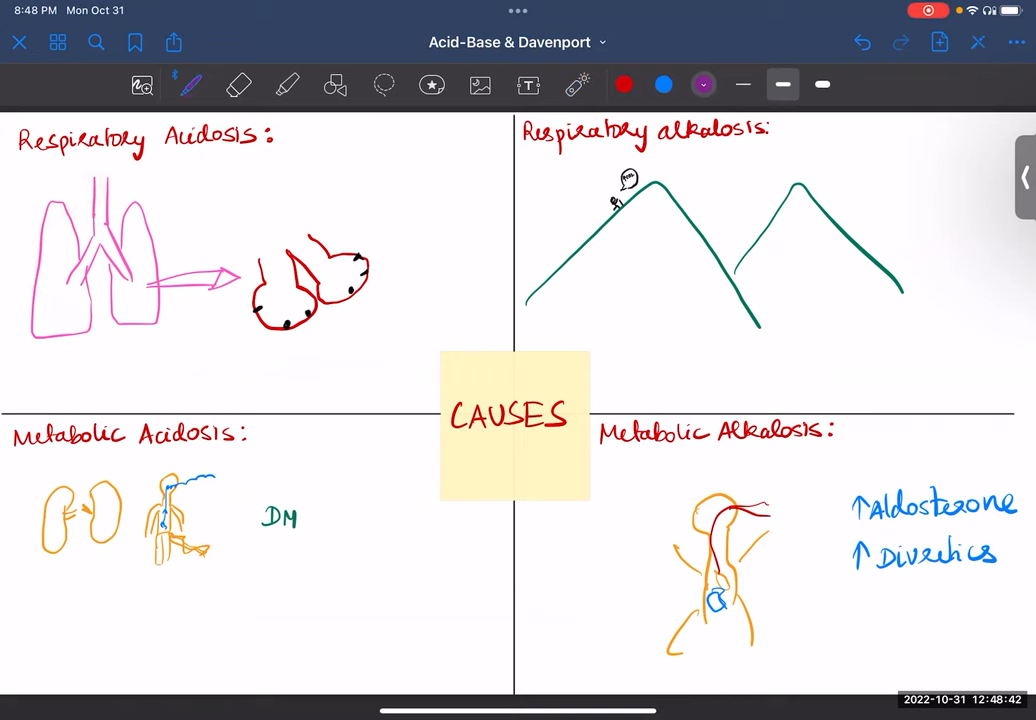 8:48 PM Mon Oct 31
Acid-Base & Davenport
Respiratory Acidosis:
Respiratory alkalosis:
CAUSES
Metabolic Acidosis:
Metabolic Alkalosis:
DM
↑Aldosterone
↑ Diuretics
2022-10-31 12:48:42